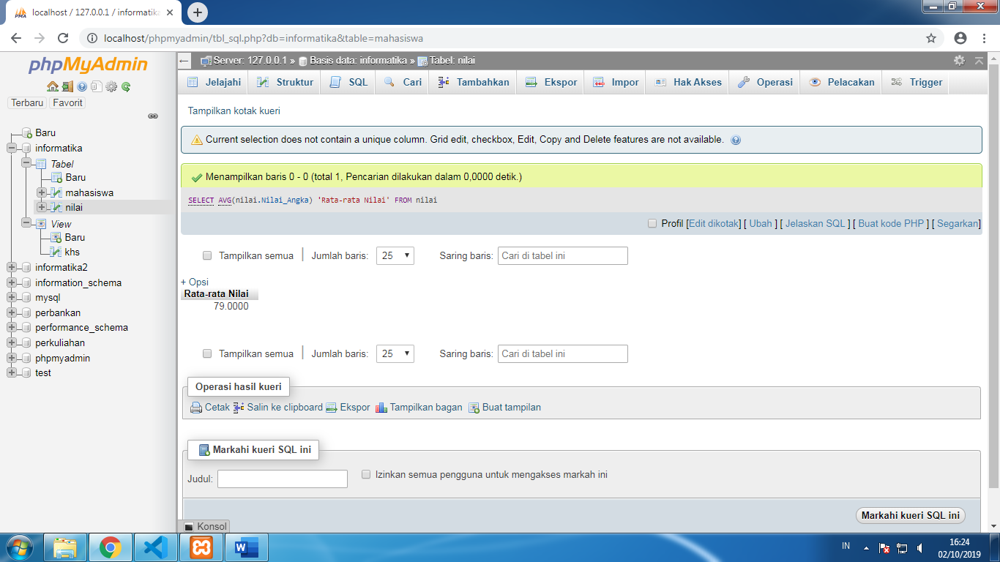 localhost / 127.0.0.1 / informatika
localhost/phpmyadmin/tbl_sql.php?db=informatika&table=mahasiswa
phpMyAdmin
Terbaru Favorit
Baru
informatika
Tabel
Baru
mahasiswa
nilai
View
Baru
khs
informatika2
information_schema
mysql
perbankan
performance_schema
perkuliahan
phpmyadmin
test
Server: 127.0.0.1 » Basis data: informatika » Tabel: nilai
Jelajahi Struktur SQL Cari Tambahkan Ekspor Impor Hak Akses Operasi Pelacakan Trigger
Tampilkan kotak kueri
Current selection does not contain a unique column. Grid edit, checkbox, Edit, Copy and Delete features are not available.
Menampilkan baris 0 - 0 (total 1, Pencarian dilakukan dalam 0,0000 detik.)
SELECT AVG(nilai.Nilai_Angka) 'Rata-rata Nilai' FROM nilai
Profil [Edit dikotak] [ Ubah ] [ Jelaskan SQL ] [ Buat kode PHP ] [ Segarkan]
Tampilkan semua | Jumlah baris: 25 Saring baris: Cari di tabel ini
+ Opsi
Rata-rata Nilai
79.0000
Tampilkan semua | Jumlah baris: 25 Saring baris: Cari di tabel ini
Operasi hasil kueri
Cetak Salin ke clipboard Ekspor Tampilkan bagan Buat tampilan
Markahi kueri SQL ini
Judul: Izinkan semua pengguna untuk mengakses markah ini
Markahi kueri SQL ini
Konsol
IN
16:24
02/10/2019